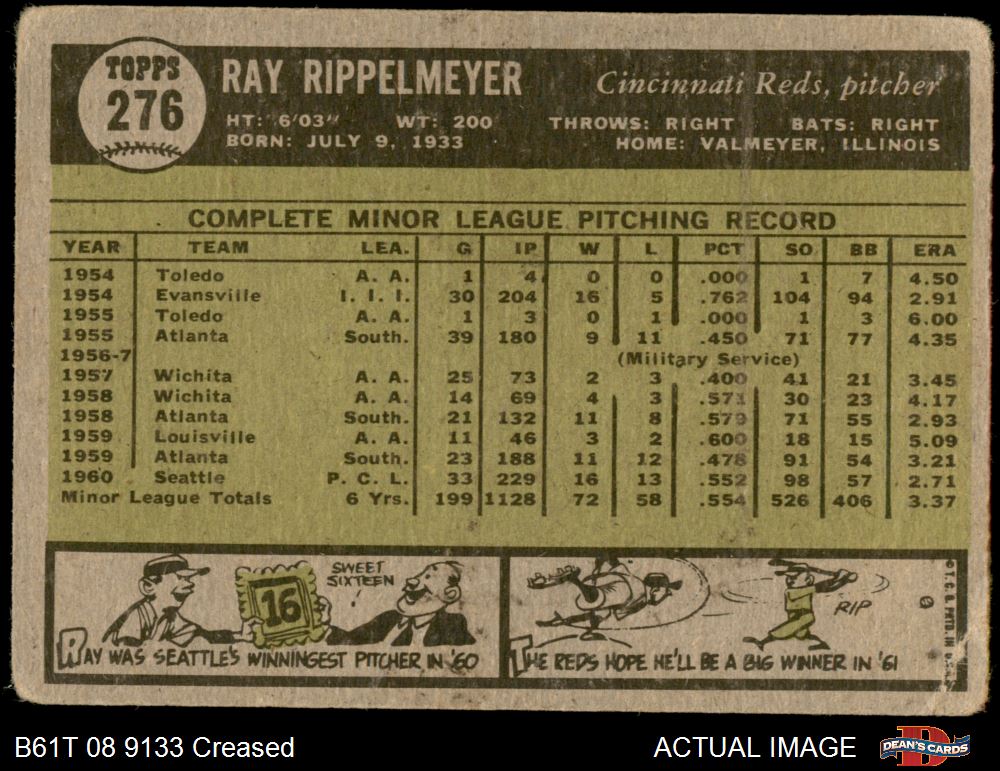 TOPPS
276
RAY RIPPELMEYER
Cincinnati Reds, pitcher
HT: 6'03" WT: 200 THROWS: RIGHT BATS: RIGHT
BORN: JULY 9, 1933 HOME: VALMEYER, ILLINOIS
COMPLETE MINOR LEAGUE PITCHING RECORD
YEAR TEAM LEA. G IP W L PCT SO BB ERA
1954 Toledo A. A. 1 4 0 0 .000 1 7 4.50
1954 Evansville I. I. I. 30 204 16 5 .762 104 94 2.91
1955 Toledo A. A. 1 3 0 1 .000 1 3 6.00
1955 Atlanta South. 39 180 9 11 .450 71 77 4.35
1956-7 (Military Service)
1957 Wichita A. A. 25 73 2 3 .400 41 21 3.45
1958 Wichita A. A. 14 69 4 3 .571 30 23 4.17
1958 Atlanta South. 21 132 11 8 .579 71 55 2.93
1959 Louisville A. A. 11 46 3 2 .600 18 15 5.09
1959 Atlanta South. 23 188 11 12 .478 91 54 3.21
1960 Seattle P. C. L. 33 229 16 13 .552 98 57 2.71
Minor League Totals 6 Yrs. 199 1128 72 58 .554 526 406 3.37
SWEET
SIXTEEN
16
RAY WAS SEATTLE'S WINNINGEST PITCHER IN '60
RIP
THE REDS HOPE HE'LL BE A BIG WINNER IN '61
© T. C. G. PRTD. IN U.S.A.
B61T 08 9133 Creased
ACTUAL IMAGE
D
DEAN'S CARDS